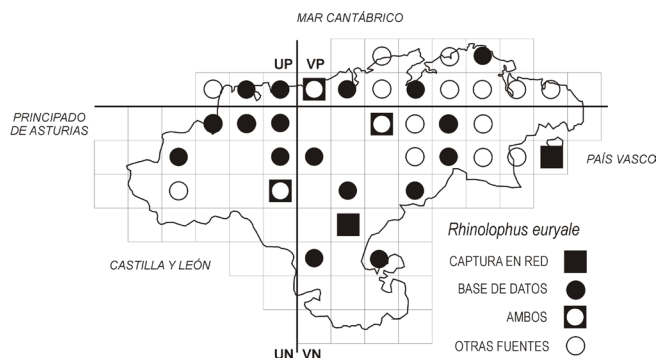 MAR CANTÁBRICO
UP VP
PRINCIPADO
DE ASTURIAS
PAÍS VASCO
CASTILLA Y LEÓN
Rhinolophus euryale
CAPTURA EN RED
BASE DE DATOS
AMBOS
OTRAS FUENTES
UN VN